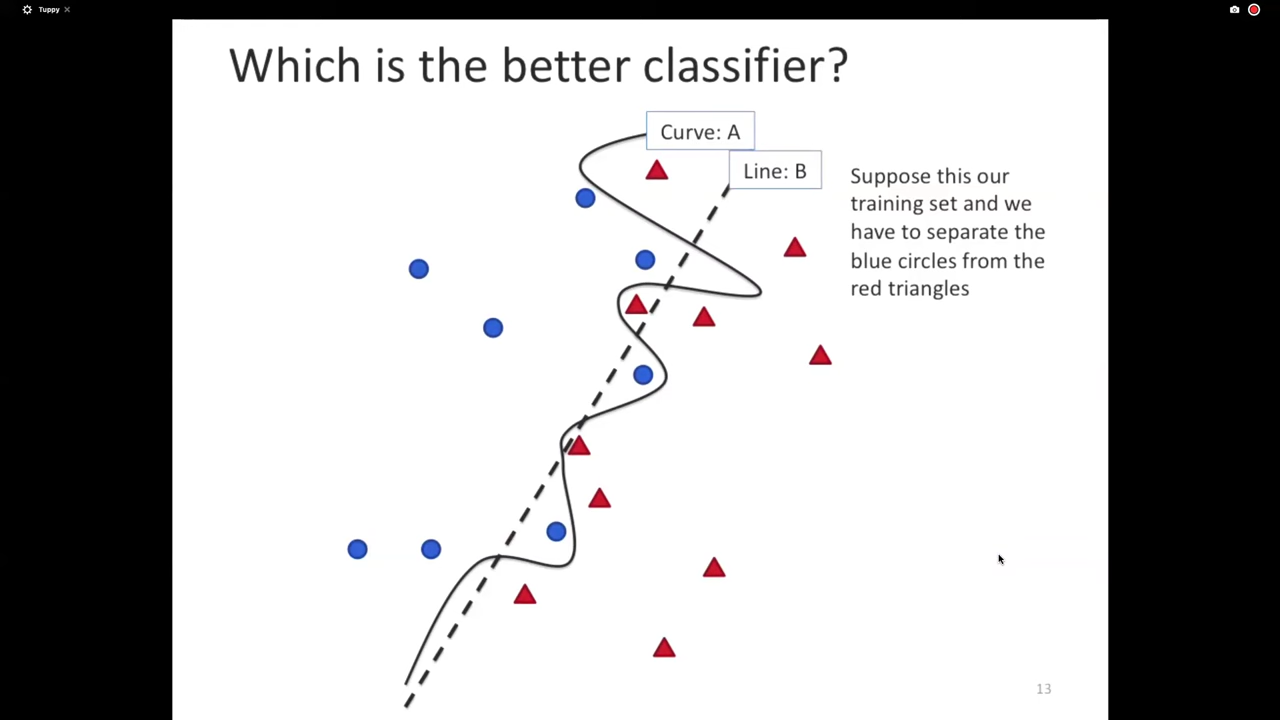 Tuppy
Which is the better classifier?
Curve: A
Line: B
Suppose this our
training set and we
have to separate the
blue circles from the
red triangles
13